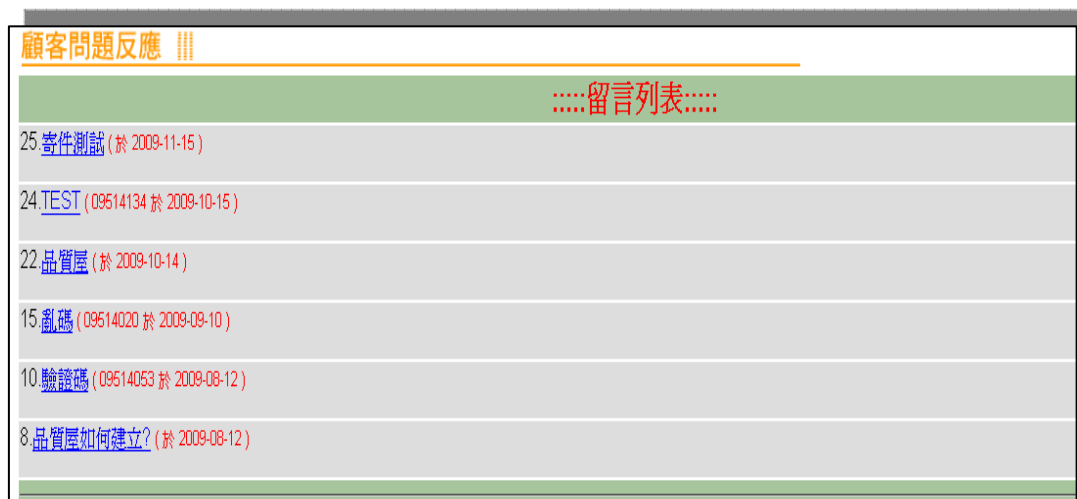 顧客問題反應
:::::留言列表:::::
25.寄件測試 ( 於 2009-11-15 )
24.TEST ( 09514134 於 2009-10-15 )
22.品質屋 ( 於 2009-10-14 )
15.亂碼 ( 09514020 於 2009-09-10 )
10.驗證碼 ( 09514053 於 2009-08-12 )
8.品質屋如何建立? ( 於 2009-08-12 )